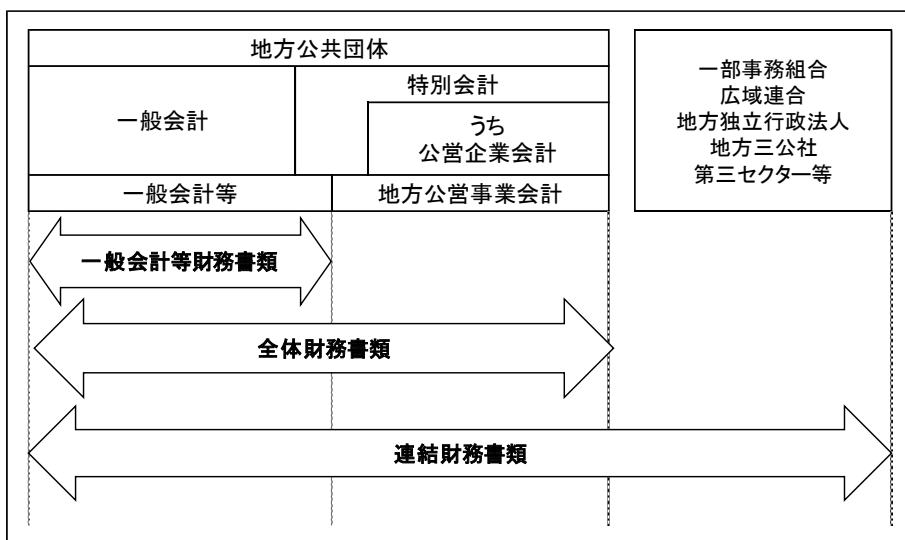 地方公共団体
一般会計
特別会計
うち
公営企業会計
一般会計等
地方公営事業会計
一部事務組合
広域連合
地方独立行政法人
地方三公社
第三セクター等
一般会計等財務書類
全体財務書類
連結財務書類